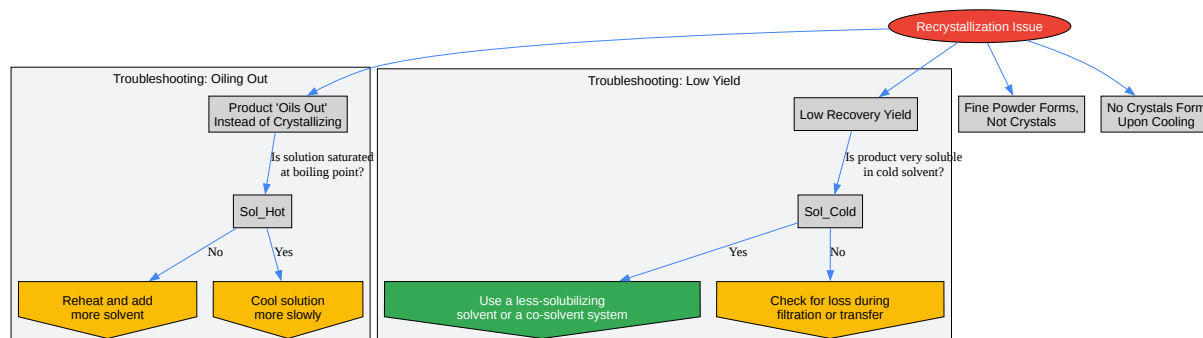 Recrystallization Issue
Troubleshooting: Oiling Out
Troubleshooting: Low Yield
Product 'Oils Out'
Instead of Crystallizing
Low Recovery Yield
Fine Powder Forms,
Not Crystals
No Crystals Form
Upon Cooling
Is solution saturated
at boiling point?
Is product very soluble
in cold solvent?
Sol_Hot
Sol_Cold
No
Yes
Yes
No
Reheat and add
more solvent
Cool solution
more slowly
Use a less-solubilizing
solvent or a co-solvent system
Check for loss during
filtration or transfer